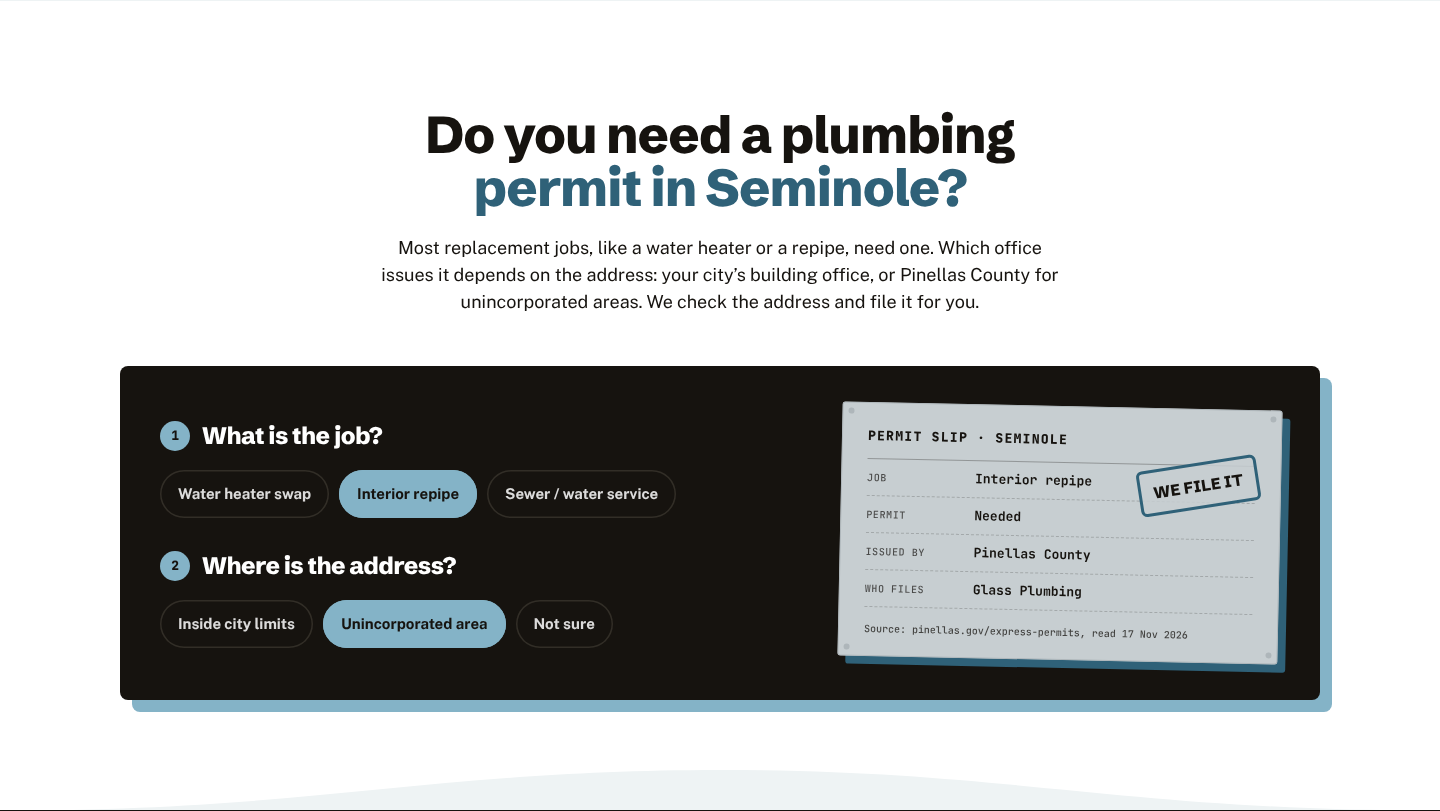 Do you need a plumbing
permit in Seminole?
Most replacement jobs, like a water heater or a repipe, need one. Which office
issues it depends on the address: your city’s building office, or Pinellas County for
unincorporated areas. We check the address and file it for you.
1 What is the job?
Water heater swap Interior repipe Sewer / water service
2 Where is the address?
Inside city limits Unincorporated area Not sure
PERMIT SLIP · SEMINOLE
WE FILE IT
JOB Interior repipe
PERMIT Needed
ISSUED BY Pinellas County
WHO FILES Glass Plumbing
Source: pinellas.gov/express-permits, read 17 Nov 2026